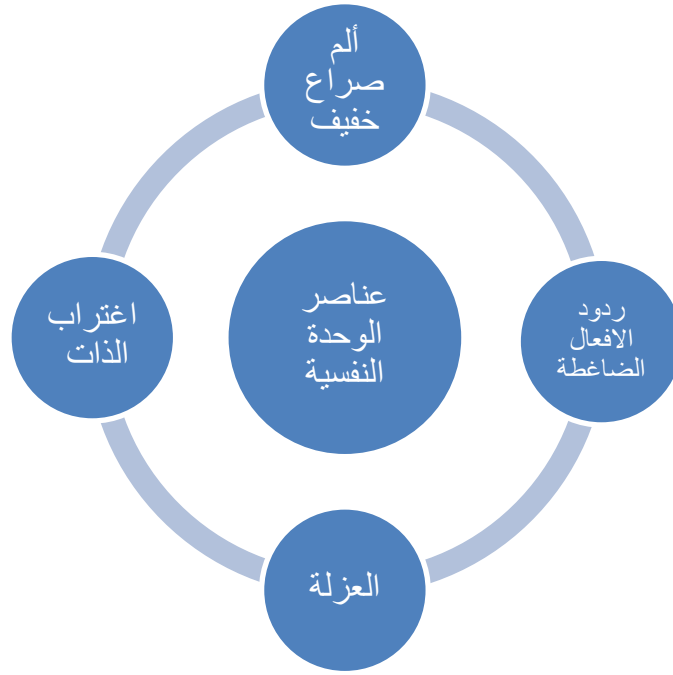 ألم
صراع
خفيف
عناصر
الوحدة
النفسية
ردود
الافعال
الضاغطة
اغتراب
الذات
العزلة